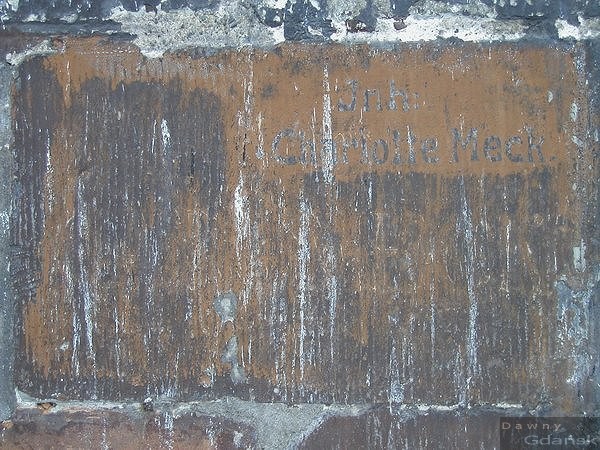 Jnh.
Charlotte Meck.
Dawny
Gdańsk